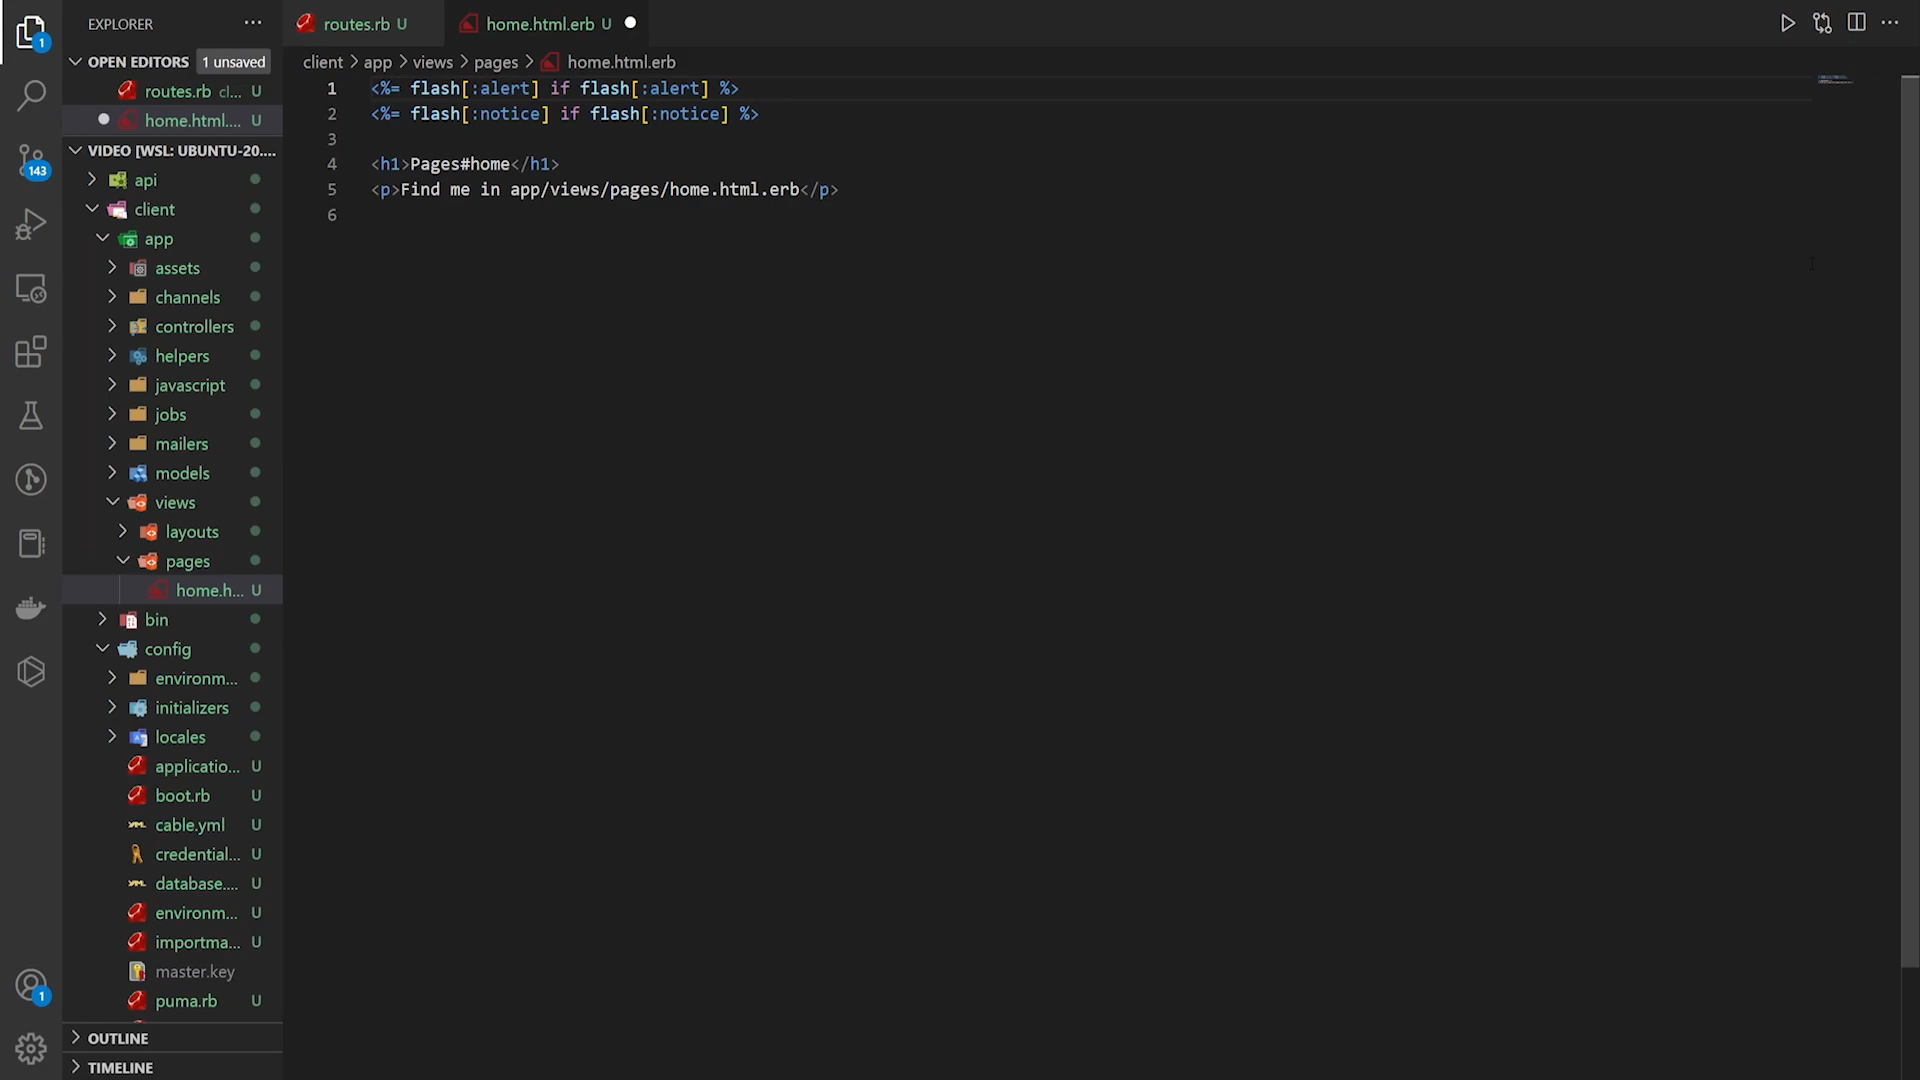 EXPLORER
OPEN EDITORS 1 unsaved
routes.rb cl... U
home.html.... U
VIDEO [WSL: UBUNTU-20....
api
client
app
assets
channels
controllers
helpers
javascript
jobs
mailers
models
views
layouts
pages
home.h... U
bin
config
environm...
initializers
locales
applicatio... U
boot.rb U
cable.yml U
credential... U
database.... U
environm... U
importma... U
master.key
puma.rb U
OUTLINE
TIMELINE
1
143
1
routes.rb U
home.html.erb U
client > app > views > pages > home.html.erb
1 <%= flash[:alert] if flash[:alert] %>
2 <%= flash[:notice] if flash[:notice] %>
3
4 <h1>Pages#home</h1>
5 <p>Find me in app/views/pages/home.html.erb</p>
6